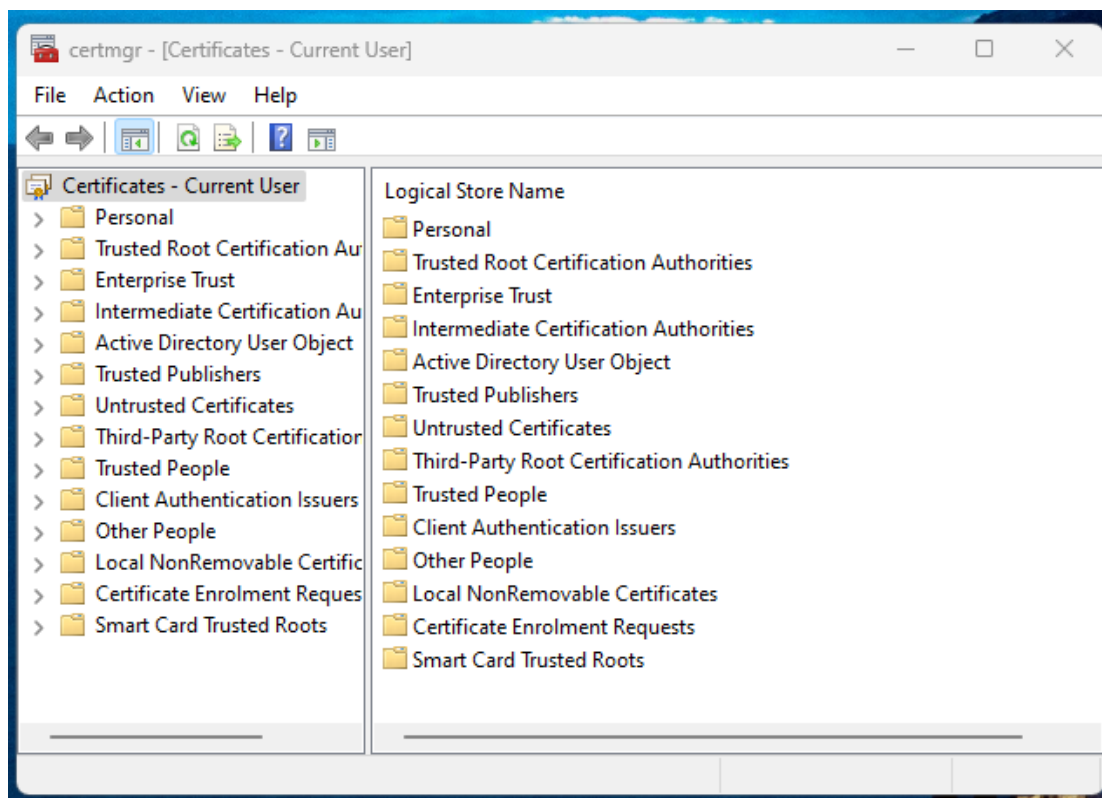 certmgr - [Certificates - Current User]
File Action View Help
Certificates - Current User
Personal
Trusted Root Certification Au
Enterprise Trust
Intermediate Certification Au
Active Directory User Object
Trusted Publishers
Untrusted Certificates
Third-Party Root Certification
Trusted People
Client Authentication Issuers
Other People
Local NonRemovable Certific
Certificate Enrolment Reques
Smart Card Trusted Roots
Logical Store Name
Personal
Trusted Root Certification Authorities
Enterprise Trust
Intermediate Certification Authorities
Active Directory User Object
Trusted Publishers
Untrusted Certificates
Third-Party Root Certification Authorities
Trusted People
Client Authentication Issuers
Other People
Local NonRemovable Certificates
Certificate Enrolment Requests
Smart Card Trusted Roots